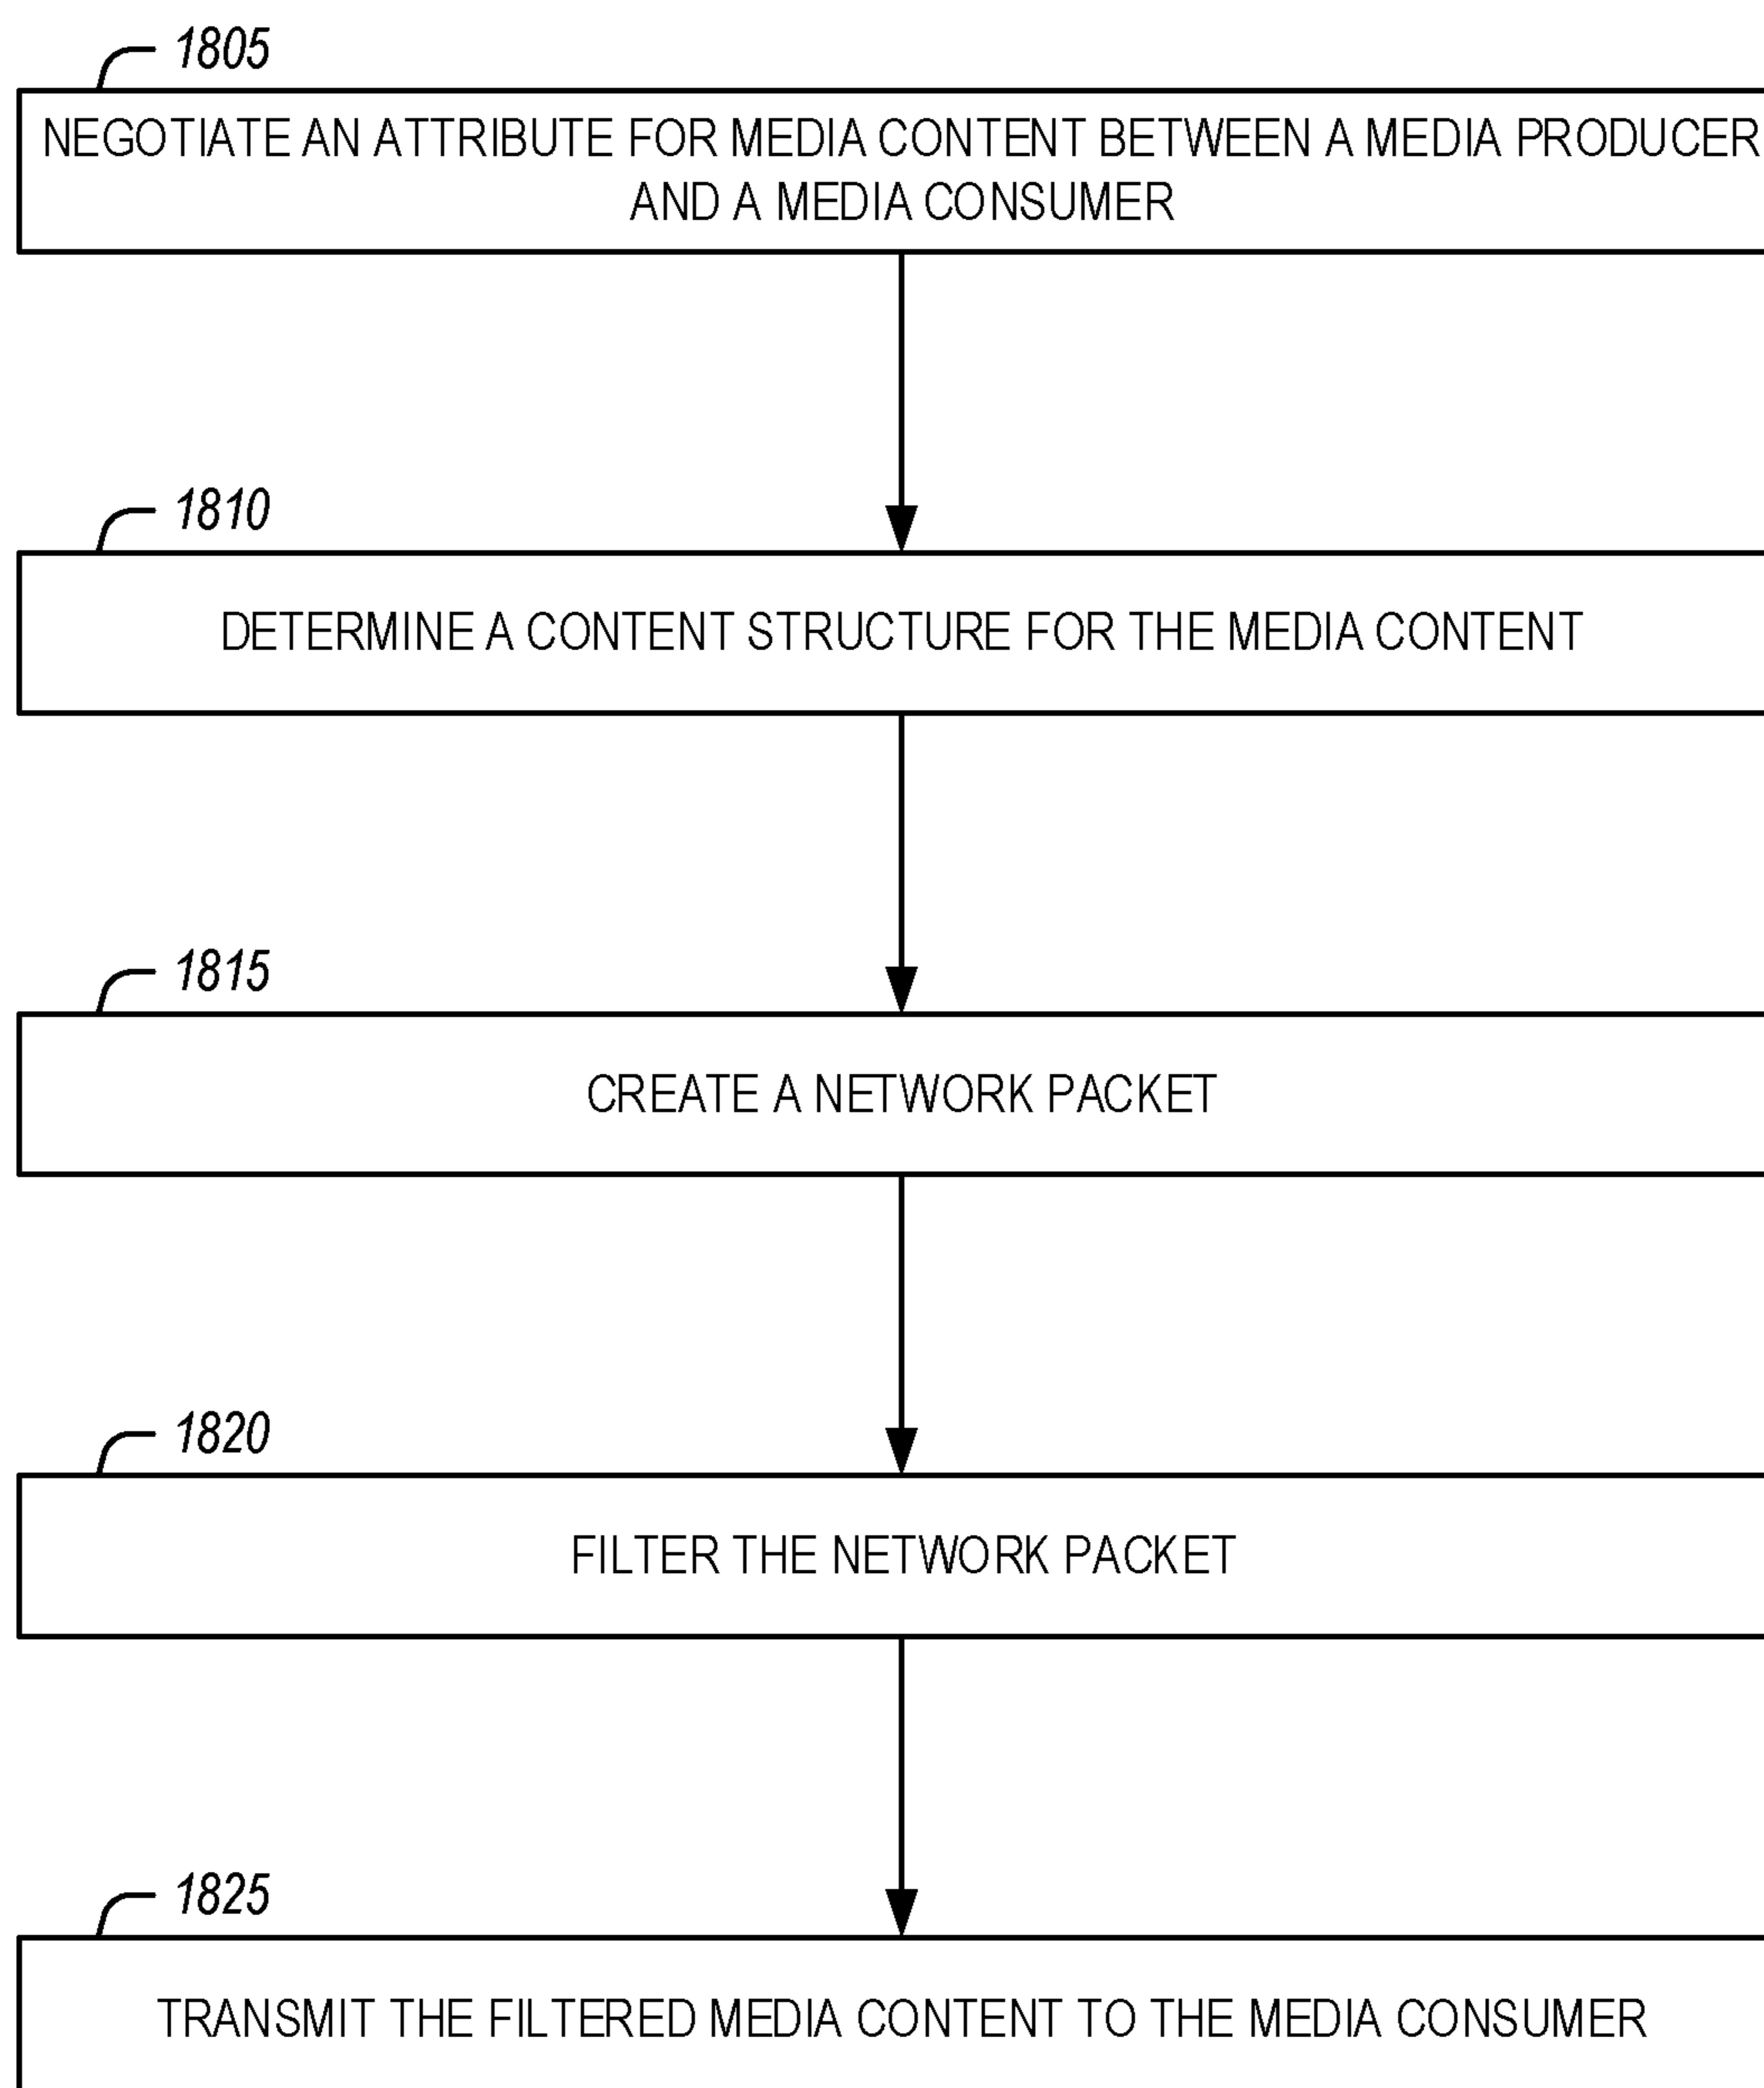 1805
NEGOTIATE AN ATTRIBUTE FOR MEDIA CONTENT BETWEEN A MEDIA PRODUCER
AND A MEDIA CONSUMER
1810
DETERMINE A CONTENT STRUCTURE FOR THE MEDIA CONTENT
1815
CREATE A NETWORK PACKET
1820
FILTER THE NETWORK PACKET
1825
TRANSMIT THE FILTERED MEDIA CONTENT TO THE MEDIA CONSUMER